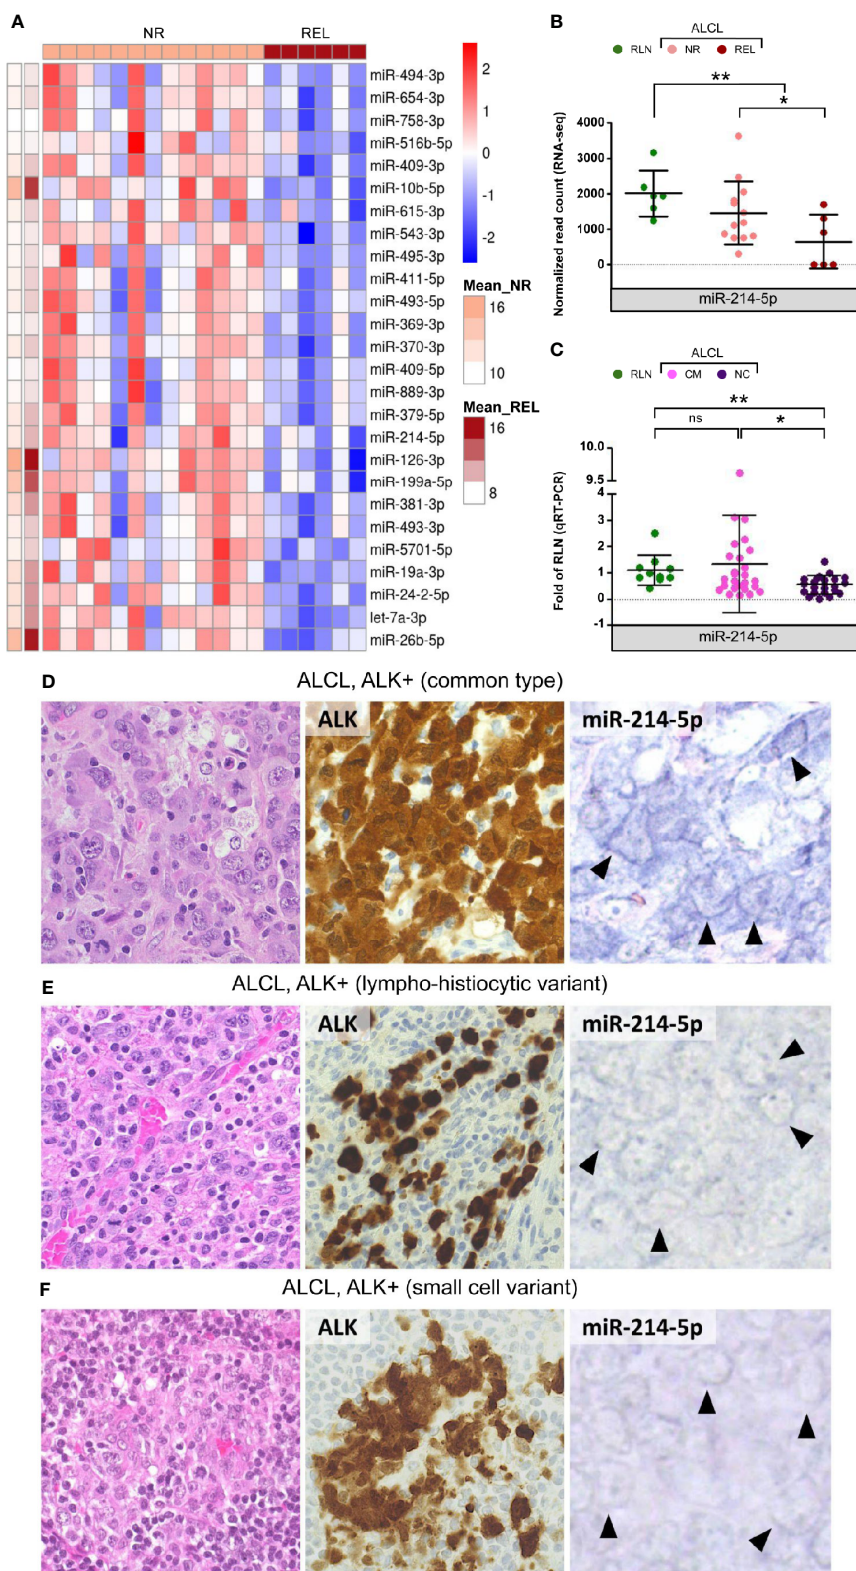 A
NR
REL
miR-494-3p
miR-654-3p
miR-758-3p
miR-516b-5p
miR-409-3p
miR-10b-5p
miR-615-3p
miR-543-3p
miR-495-3p
miR-411-5p
miR-493-5p
miR-369-3p
miR-370-3p
miR-409-5p
miR-889-3p
miR-379-5p
miR-214-5p
miR-126-3p
miR-199a-5p
miR-381-3p
miR-493-3p
miR-5701-5p
miR-19a-3p
miR-24-2-5p
let-7a-3p
miR-26b-5p
2
1
0
-1
-2
Mean_NR
16
10
Mean_REL
16
8
B
ALCL
RLN NR REL
**
*
Normalized read count (RNA-seq)
4000
3000
2000
1000
0
miR-214-5p
C
ALCL
RLN CM NC
**
ns
*
Fold of RLN (qRT-PCR)
10.0
9.5
4
3
2
1
0
-1
miR-214-5p
D
ALCL, ALK+ (common type)
ALK
miR-214-5p
E
ALCL, ALK+ (lympho-histiocytic variant)
ALK
miR-214-5p
F
ALCL, ALK+ (small cell variant)
ALK
miR-214-5p